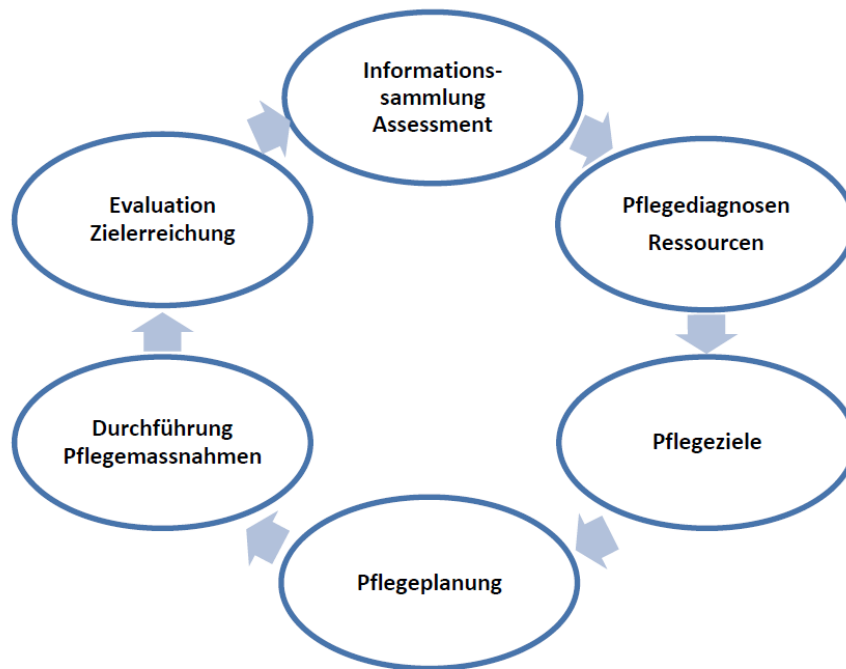 Informations-
sammlung
Assessment
Pflegediagnosen
Ressourcen
Pflegeziele
Pflegeplanung
Durchführung
Pflegemassnahmen
Evaluation
Zielerreichung